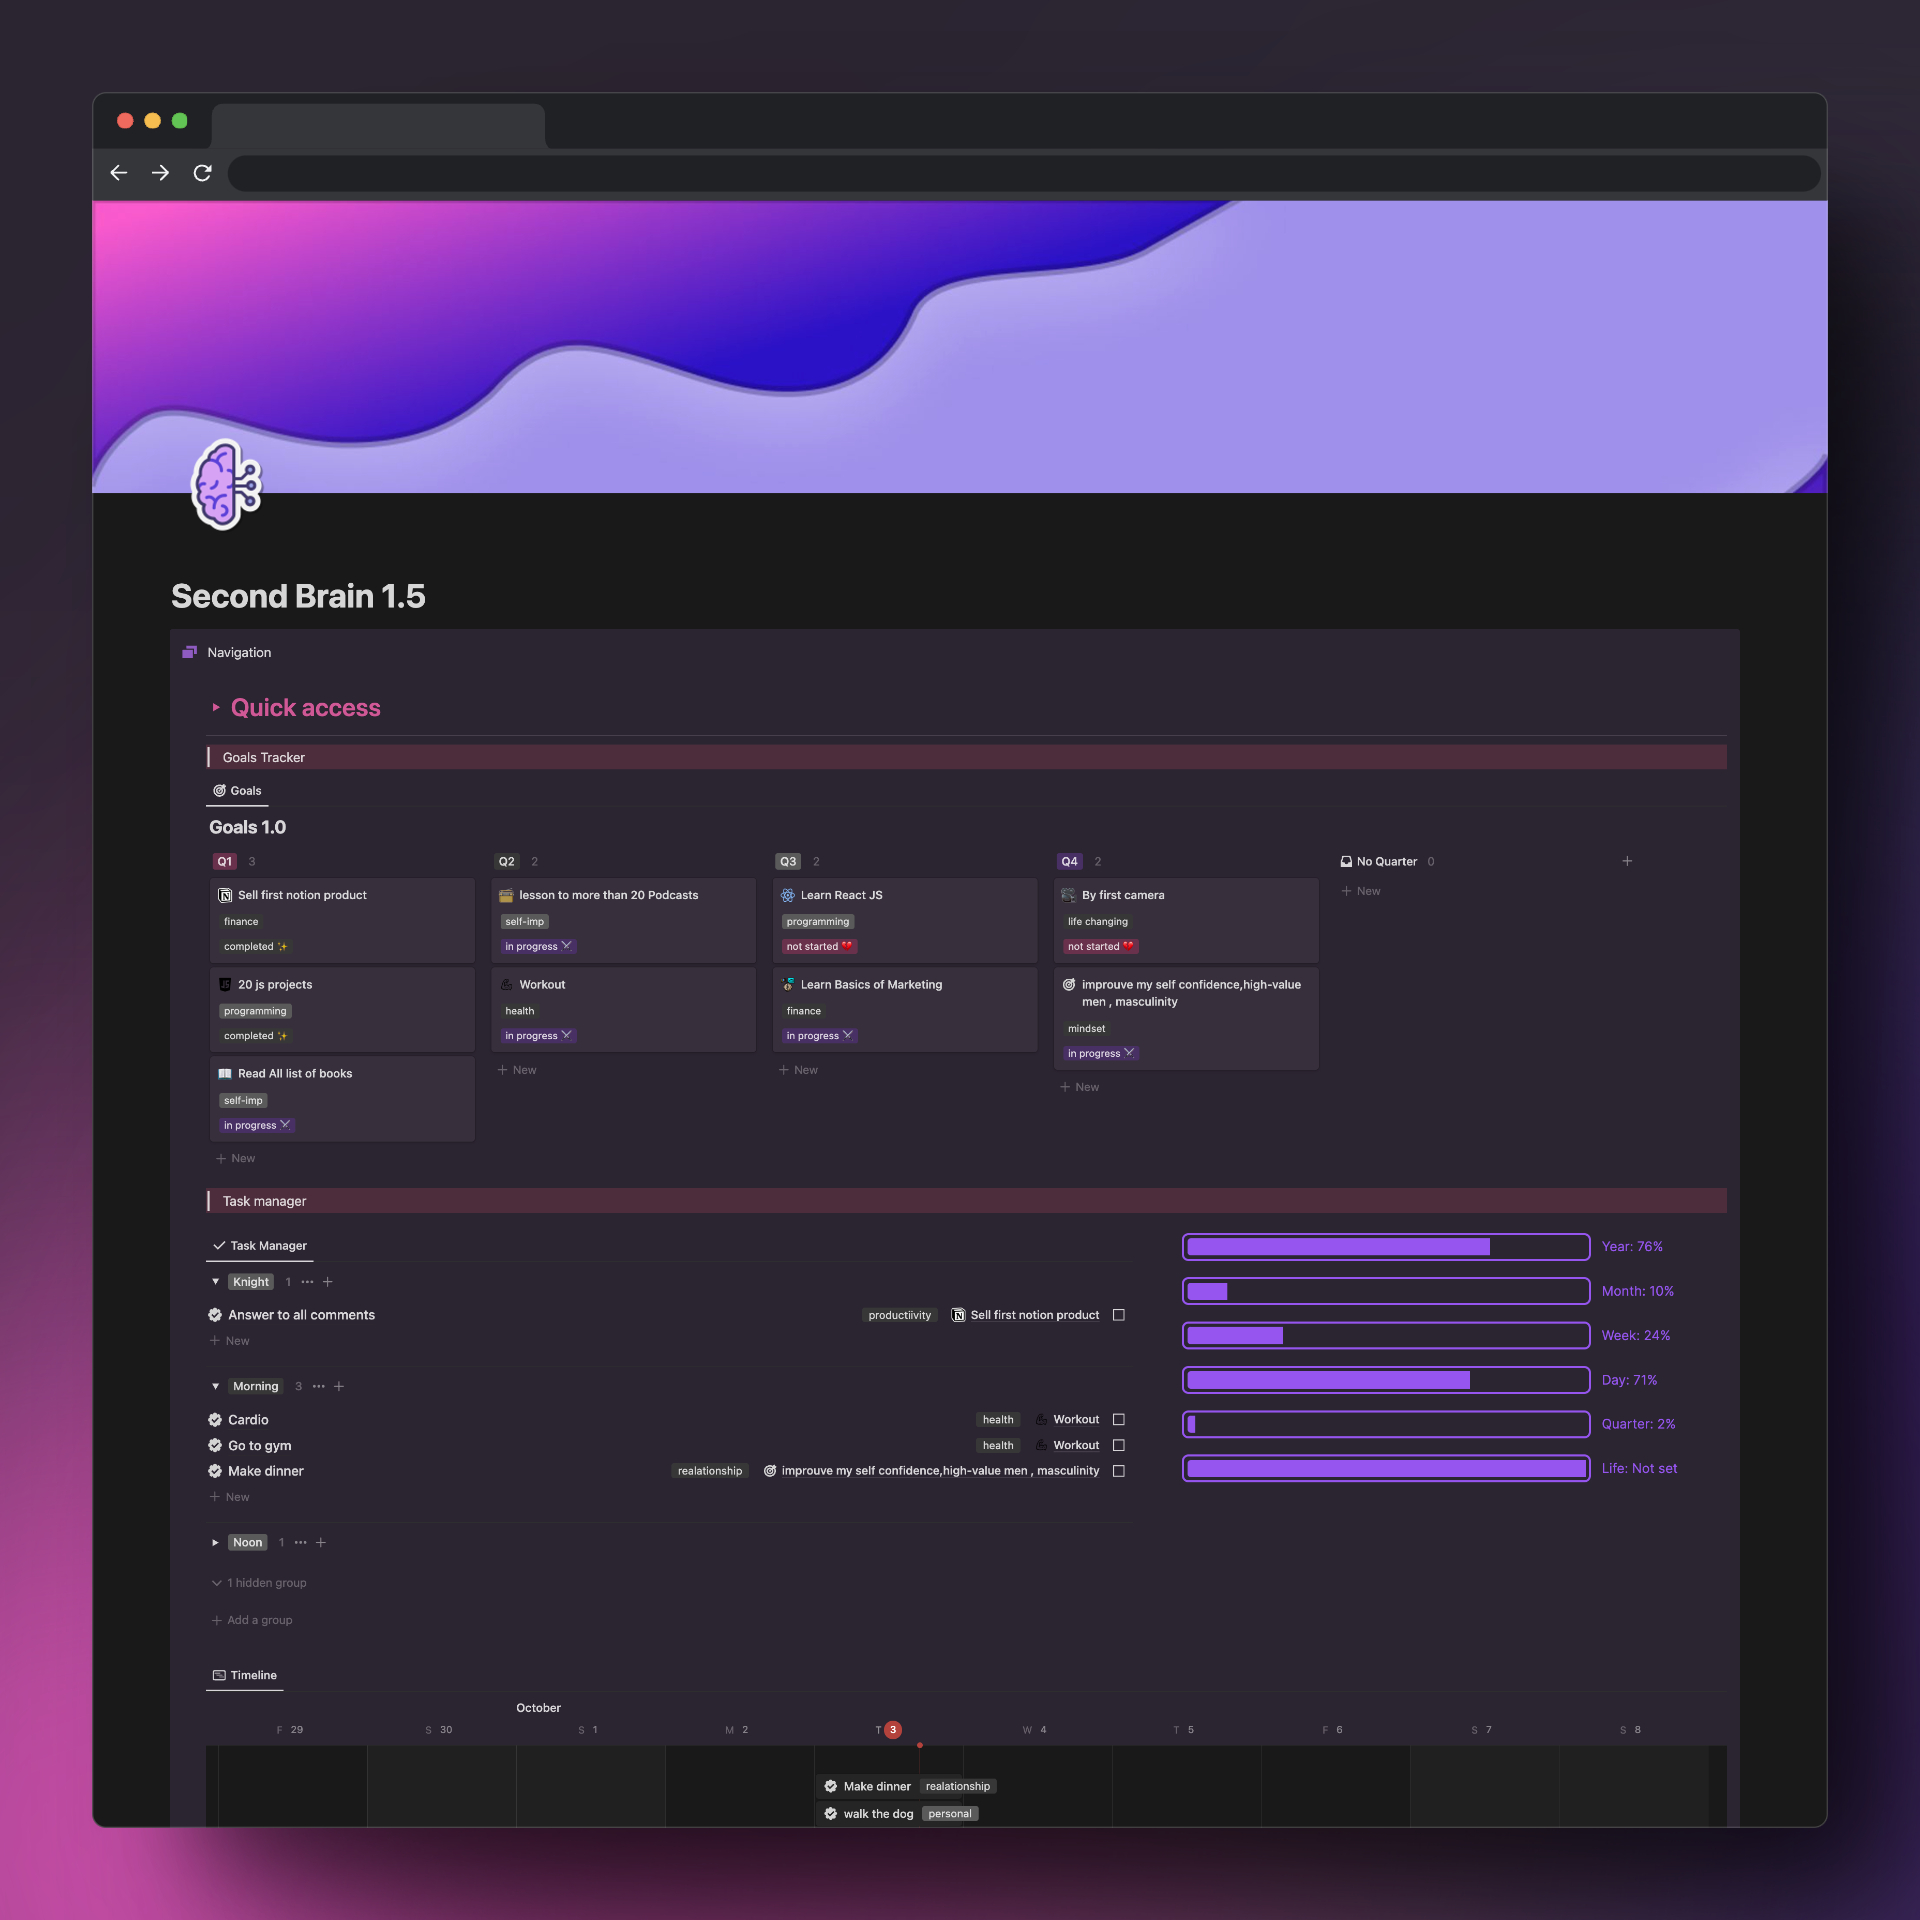 Second Brain 1.5
Navigation
Quick access
Goals Tracker
Goals
Goals 1.0
Q1 3
Sell first notion product
finance
completed ✨
20 js projects
programming
completed ✨
Read All list of books
self-imp
in progress ⚔️
+ New
Q2 2
lesson to more than 20 Podcasts
self-imp
in progress ⚔️
Workout
health
in progress ⚔️
+ New
Q3 2
Learn React JS
programming
not started ❤️
Learn Basics of Marketing
finance
in progress ⚔️
+ New
Q4 2
By first camera
life changing
not started ❤️
improuve my self confidence,high-value
men , masculinity
mindset
in progress ⚔️
+ New
No Quarter 0
+ New
Task manager
Task Manager
Knight 1
Answer to all comments productiivity Sell first notion product
+ New
Morning 3
Cardio health Workout
Go to gym health Workout
Make dinner realationship improuve my self confidence,high-value men , masculinity
+ New
Noon 1
1 hidden group
+ Add a group
Year: 76%
Month: 10%
Week: 24%
Day: 71%
Quarter: 2%
Life: Not set
Timeline
October
F 29 S 30 S 1 M 2 T 3 W 4 T 5 F 6 S 7 S 8
Make dinner realationship
walk the dog personal